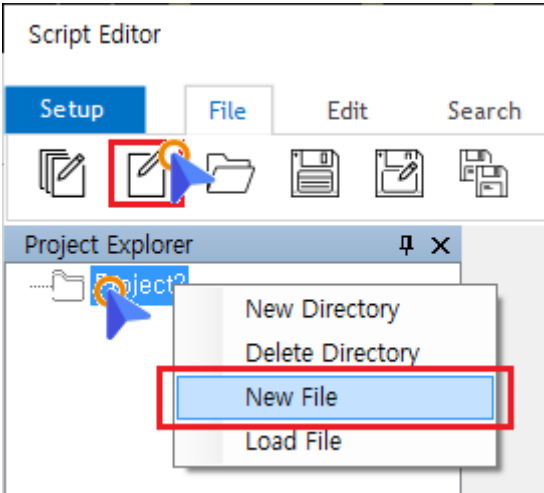 Script Editor
Setup File Edit Search
Project Explorer
New Directory
Delete Directory
New File
Load File